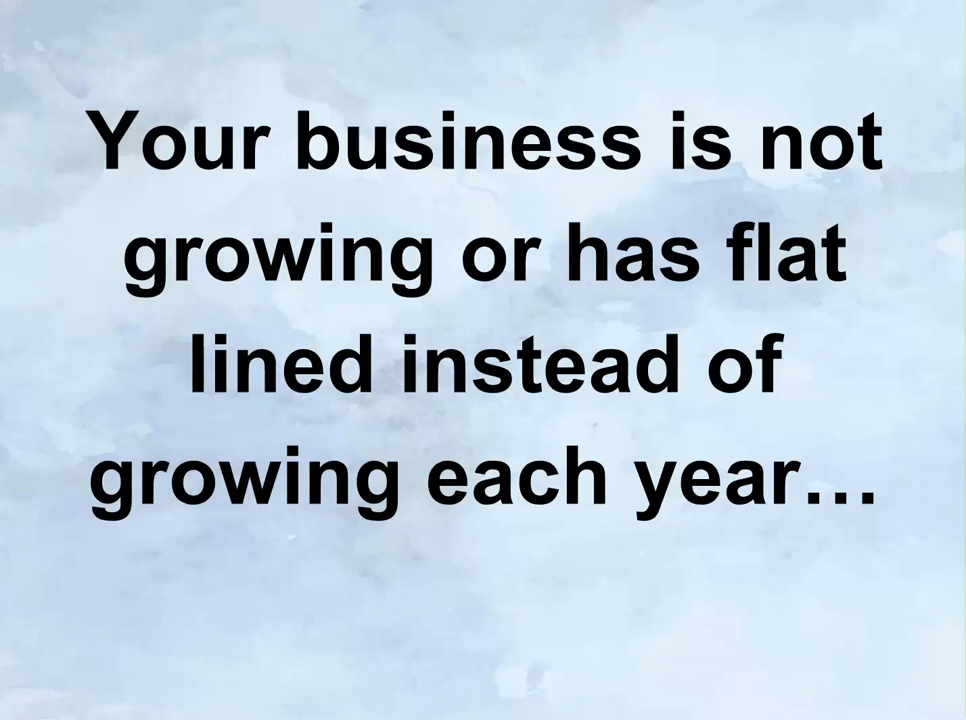 Your business is not
growing or has flat
lined instead of
growing each year…